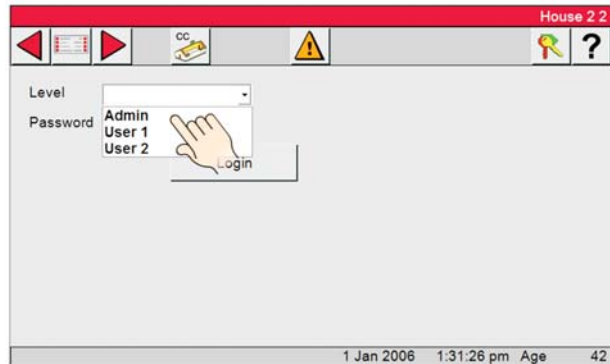 House 2 2
CC
?
Level
Admin
Password
User 1
User 2
Login
1 Jan 2006 1:31:26 pm Age 42